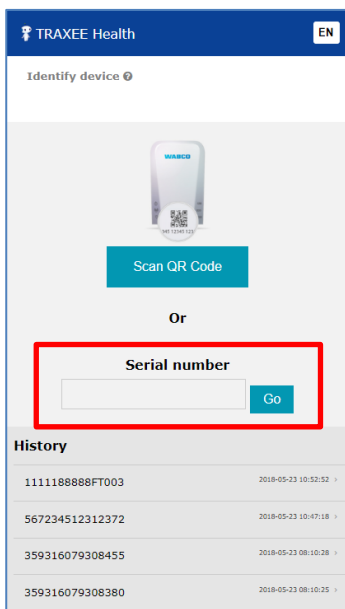 TRAXEE Health
EN
Identify device ?
WABCO
Scan QR Code
Or
Serial number
Go
History
1111188888FT003 2018-05-23 10:52:52 ›
567234512312372 2018-05-23 10:47:18 ›
359316079308455 2018-05-23 08:10:28 ›
359316079308380 2018-05-23 08:10:25 ›